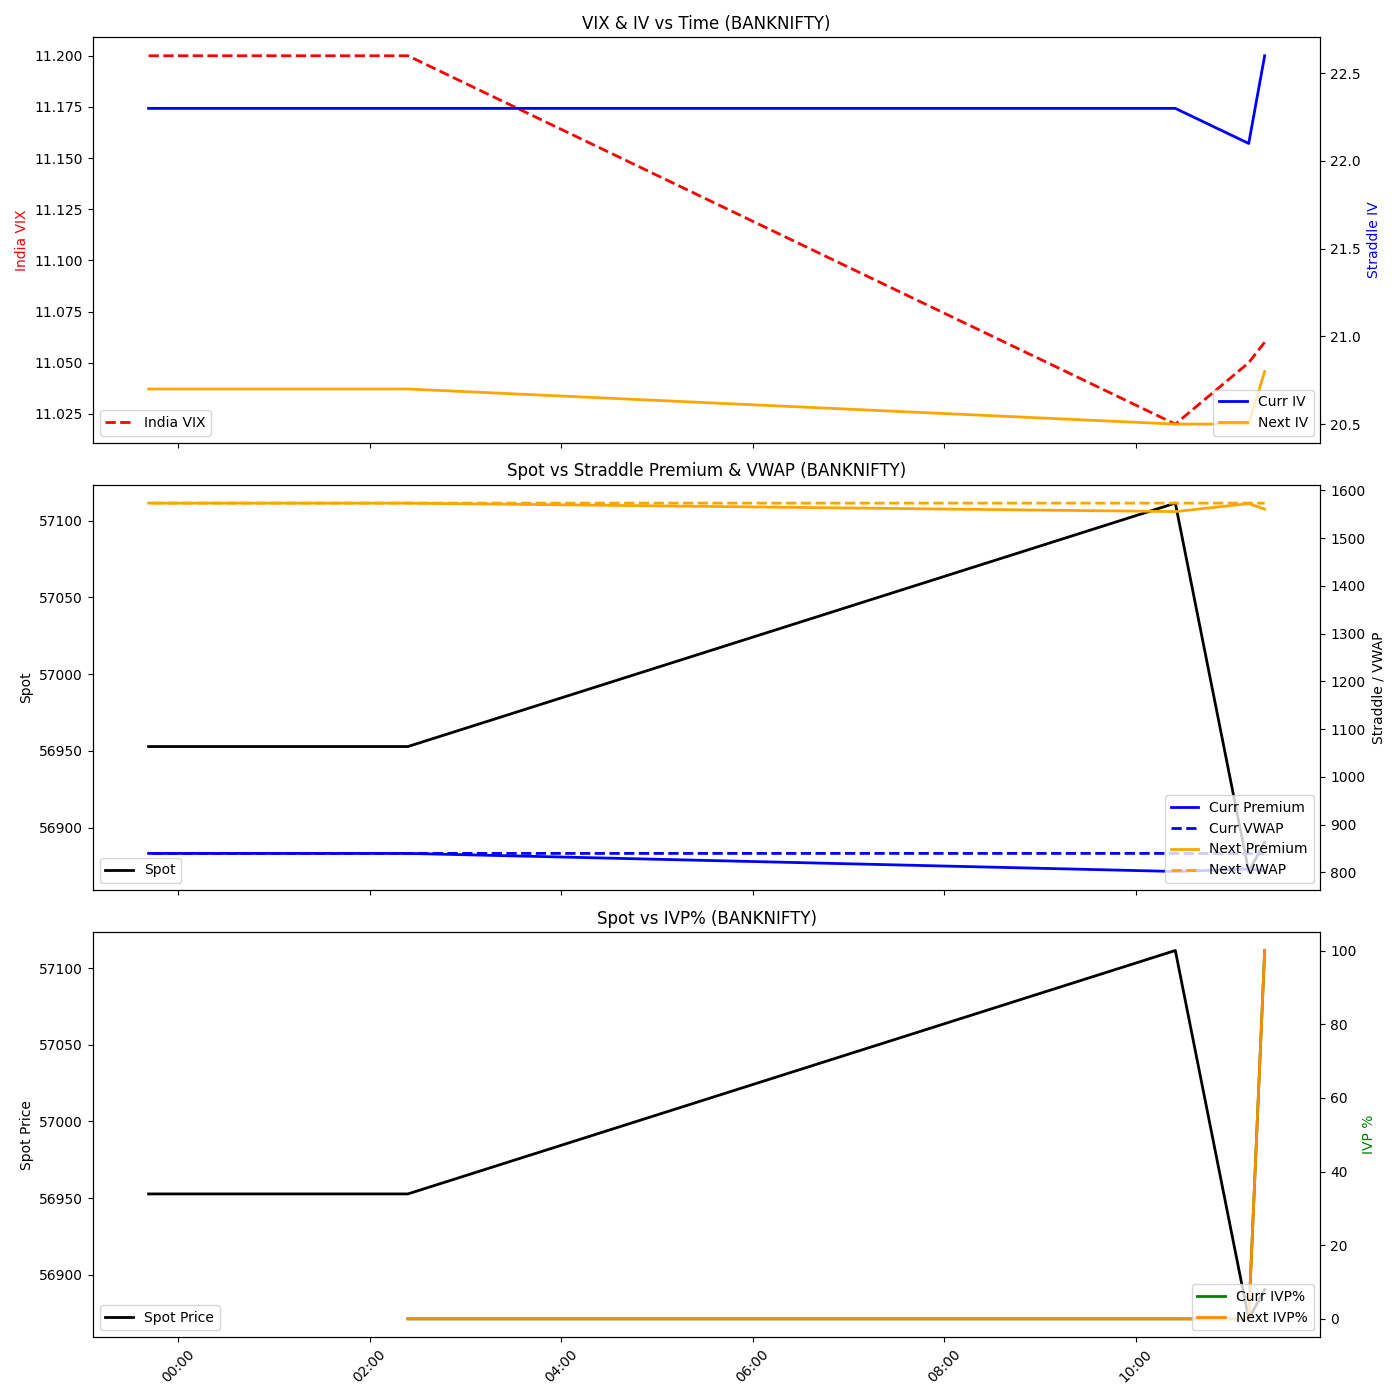 VIX & IV vs Time (BANKNIFTY)
11.200
11.175
11.150
11.125
11.100
11.075
11.050
11.025
India VIX
22.5
22.0
21.5
21.0
20.5
Straddle IV
India VIX
Curr IV
Next IV
Spot vs Straddle Premium & VWAP (BANKNIFTY)
57100
57050
57000
56950
56900
Spot
1600
1500
1400
1300
1200
1100
1000
900
800
Straddle / VWAP
Spot
Curr Premium
Curr VWAP
Next Premium
Next VWAP
Spot vs IVP% (BANKNIFTY)
57100
57050
57000
56950
56900
Spot Price
100
80
60
40
20
0
IVP %
Spot Price
Curr IVP%
Next IVP%
00:00
02:00
04:00
06:00
08:00
10:00